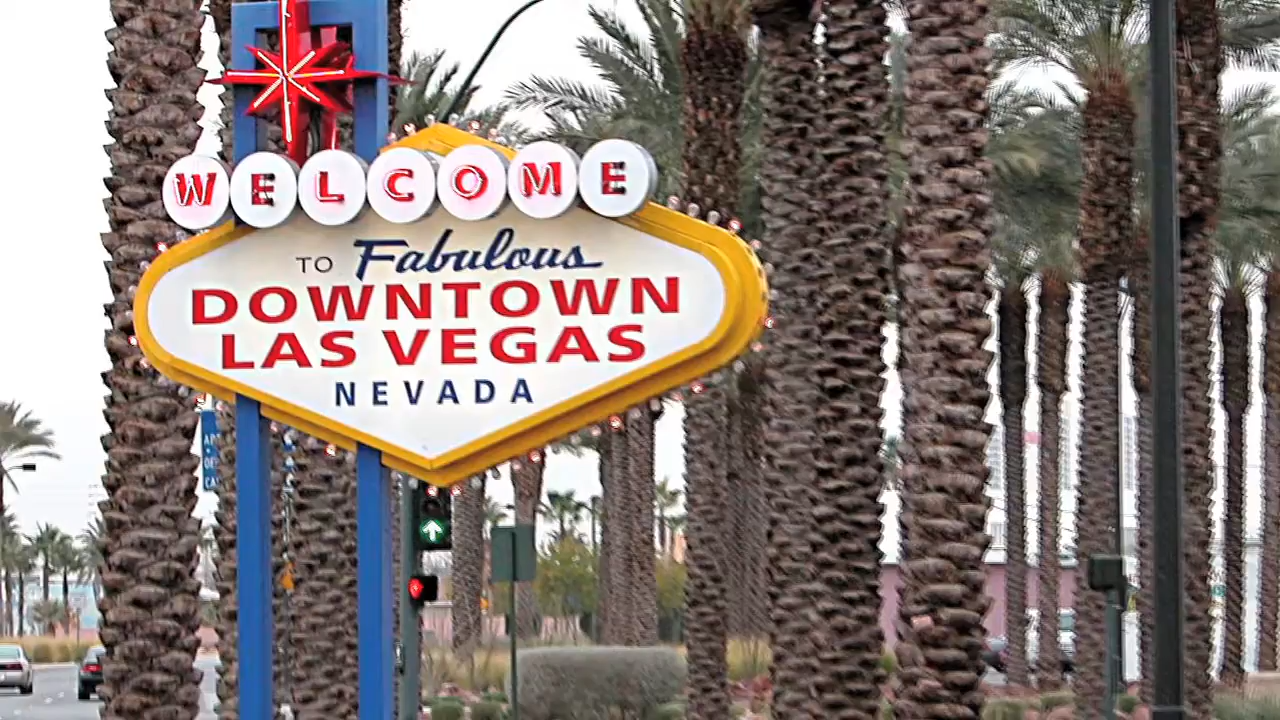 WELCOME
TO Fabulous
DOWNTOWN
LAS VEGAS
NEVADA